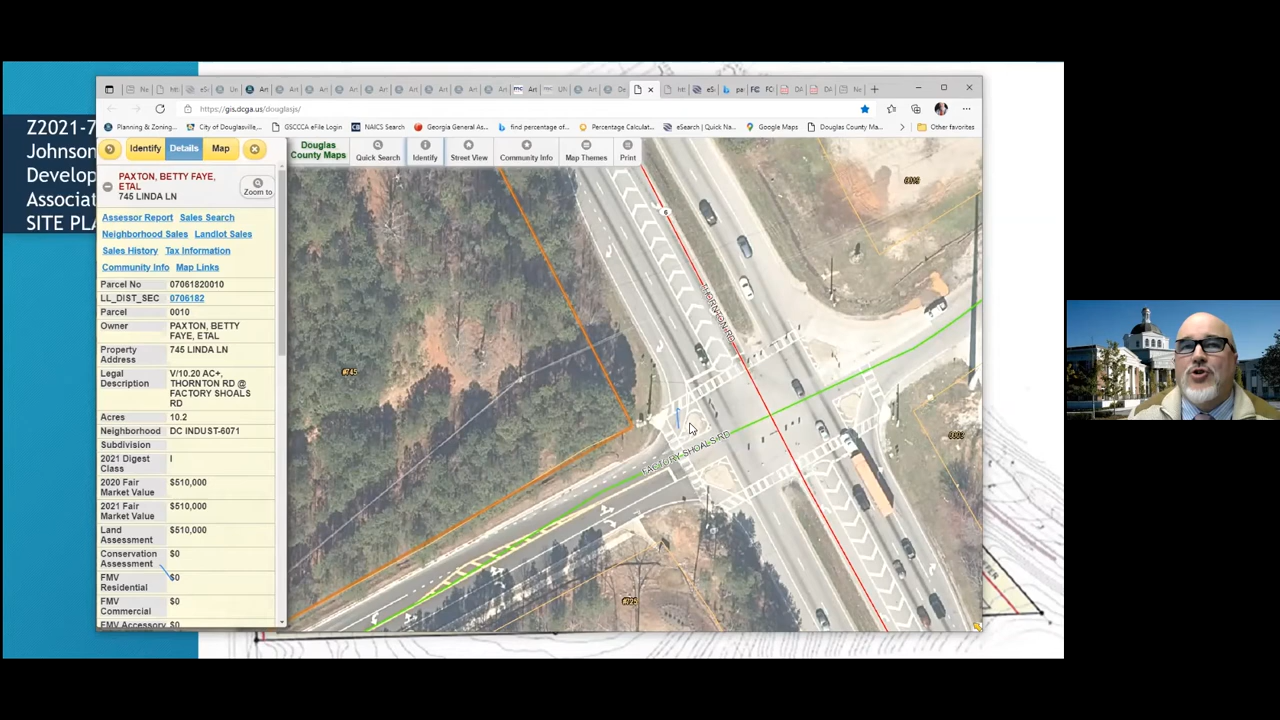 Z2021-7
Johnson
Develop
Associat
SITE PL
https://gis.dcga.us/douglasjs/
Planning & Zoning...
City of Douglasville,
GSCCCA eFile Login
NAICS Search
Georgia General As...
find percentage of...
Percentage Calculat...
eSearch | Quick Na...
Google Maps
Douglas County Ma...
Other favorites
Identify
Details
Map
Douglas
County Maps
Quick Search
Identify
Street View
Community Info
Map Themes
Print
PAXTON, BETTY FAYE,
ETAL
745 LINDA LN
Zoom to
Assessor Report Sales Search
Neighborhood Sales Landlot Sales
Sales History Tax Information
Community Info Map Links
Parcel No 07061820010
LL_DIST_SEC 0706182
Parcel 0010
Owner PAXTON, BETTY
FAYE, ETAL
Property
Address 745 LINDA LN
Legal
Description V/10.20 AC+,
THORNTON RD @
FACTORY SHOALS
RD
Acres 10.2
Neighborhood DC INDUST-6071
Subdivision
2021 Digest
Class I
2020 Fair
Market Value $510,000
2021 Fair
Market Value $510,000
Land
Assessment $510,000
Conservation
Assessment $0
FMV
Residential $0
FMV
Commercial $0
FMV Accessory $0
6
THORNTON RD
FACTORY SHOALS RD
#745
#725